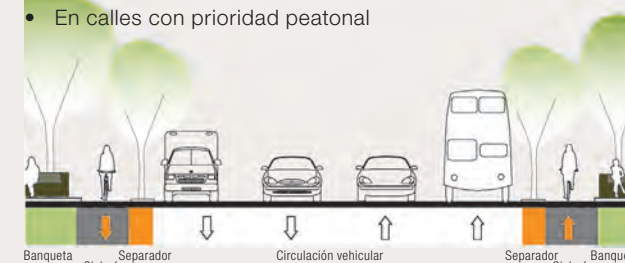 • En calles con prioridad peatonal
Banqueta Separador Circulación vehicular Separador